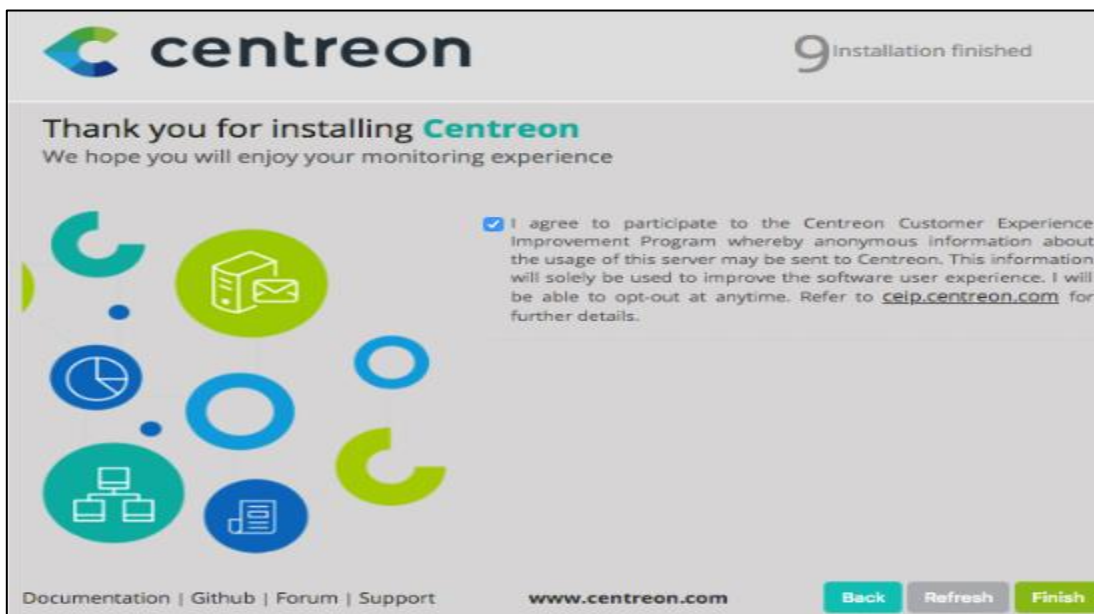 centreon
9 Installation finished
Thank you for installing Centreon
We hope you will enjoy your monitoring experience
I agree to participate to the Centreon Customer Experience
Improvement Program whereby anonymous information about
the usage of this server may be sent to Centreon. This information
will solely be used to improve the software user experience. I will
be able to opt-out at anytime. Refer to ceip.centreon.com for
further details.
Documentation | Github | Forum | Support
www.centreon.com
Back Refresh Finish